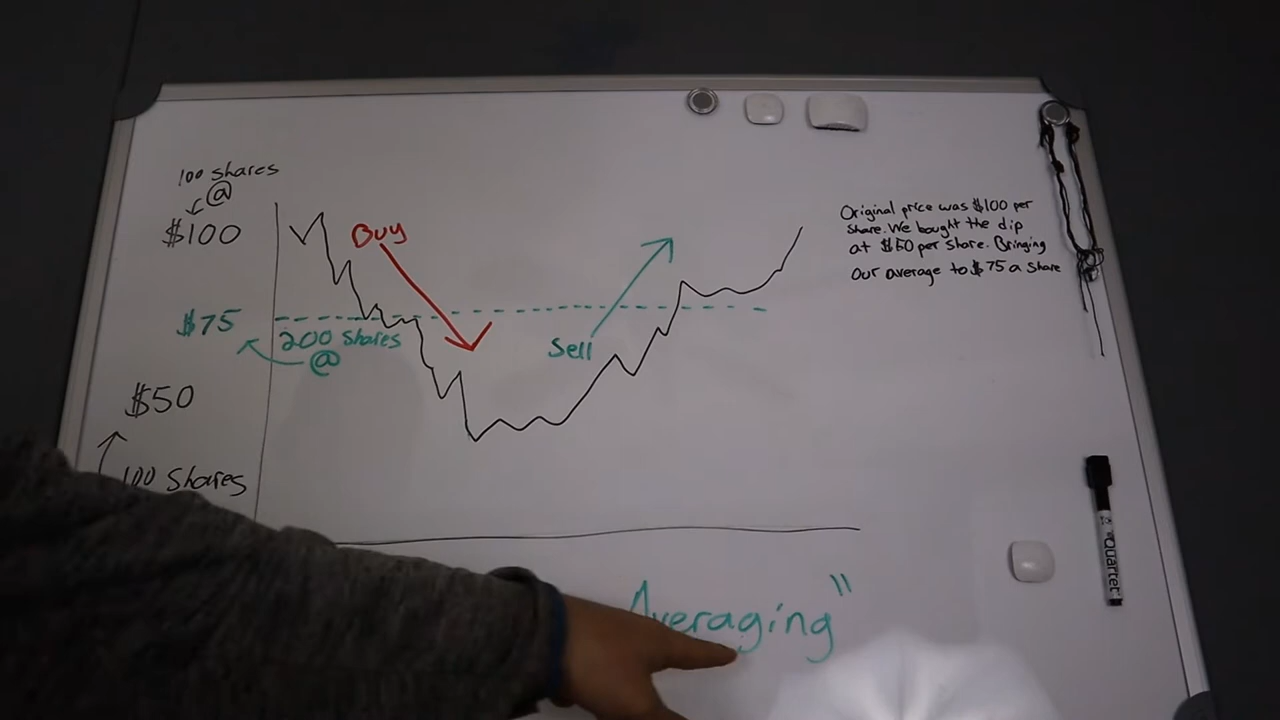 100 shares
@
$100
Buy
$75
200 shares
@
Sell
$50
100 Shares
Original price was $100 per
share. We bought the dip
at $50 per share. Bringing
our average to $75 a share
Averaging"
Quartet